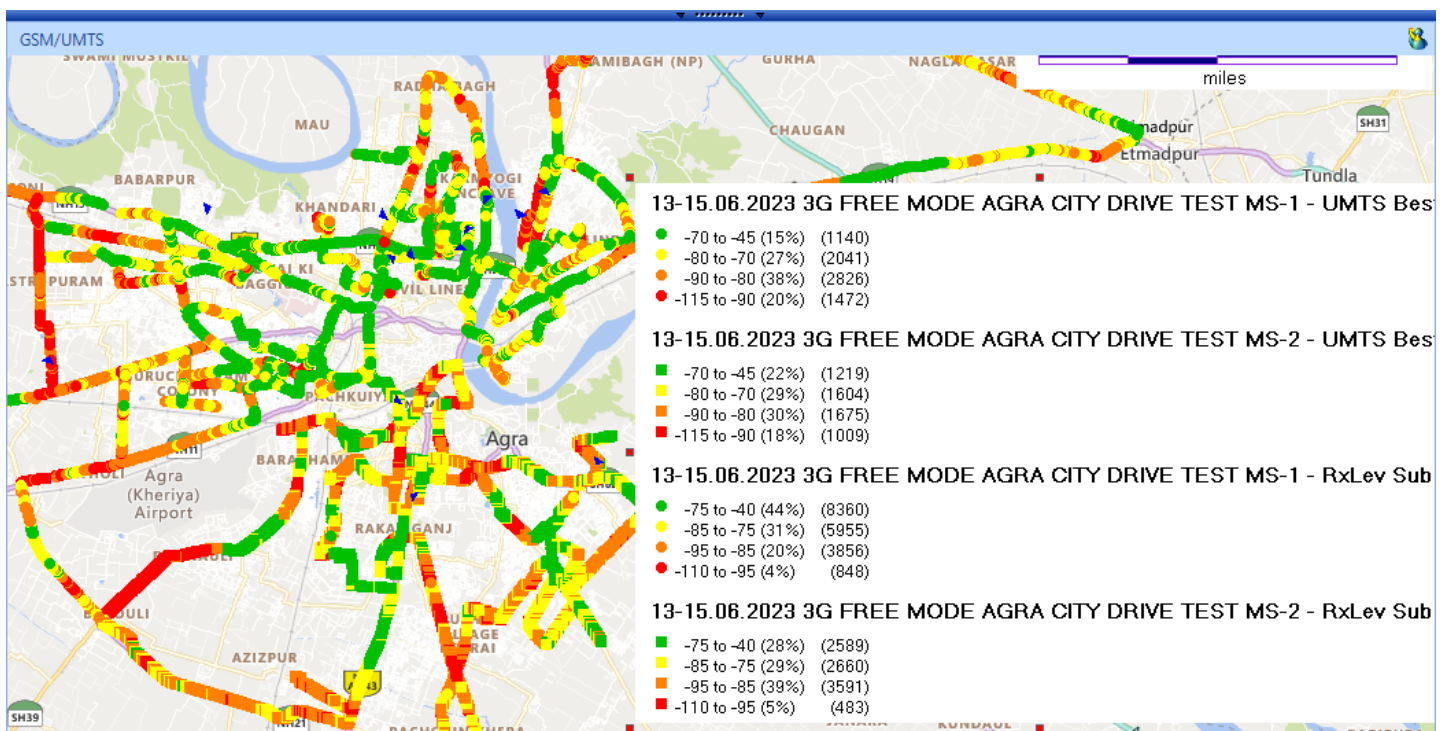 GSM/UMTS
SWAMI MUSTKIL
GURHA
miles
MAU
CHAUGAN
SH31
Etmadpur
BABARPUR
Tundla
KHANDARI
13-15.06.2023 3G FREE MODE AGRA CITY DRIVE TEST MS-1 - UMTS Bes
-70 to -45 (15%) (1140)
-80 to -70 (27%) (2041)
-90 to -80 (38%) (2826)
-115 to -90 (20%) (1472)
13-15.06.2023 3G FREE MODE AGRA CITY DRIVE TEST MS-2 - UMTS Bes
-70 to -45 (22%) (1219)
-80 to -70 (29%) (1604)
-90 to -80 (30%) (1675)
-115 to -90 (18%) (1009)
Agra
13-15.06.2023 3G FREE MODE AGRA CITY DRIVE TEST MS-1 - RxLev Sub
-75 to -40 (44%) (8360)
-85 to -75 (31%) (5955)
-95 to -85 (20%) (3856)
-110 to -95 (4%) (848)
Agra
(Kheriya)
Airport
13-15.06.2023 3G FREE MODE AGRA CITY DRIVE TEST MS-2 - RxLev Sub
-75 to -40 (28%) (2589)
-85 to -75 (29%) (2660)
-95 to -85 (39%) (3591)
-110 to -95 (5%) (483)
AZIZPUR
SH39